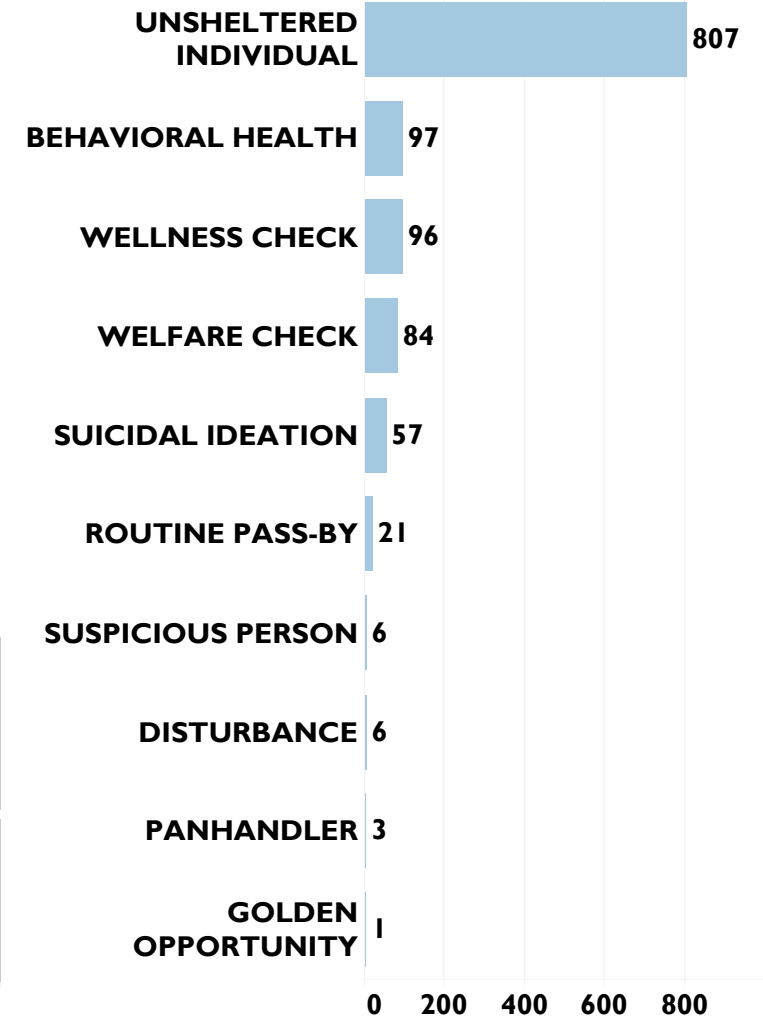 UNSHELTERED
INDIVIDUAL
807
BEHAVIORAL HEALTH 97
WELLNESS CHECK 96
WELFARE CHECK 84
SUICIDAL IDEATION 57
ROUTINE PASS-BY 21
SUSPICIOUS PERSON 6
DISTURBANCE 6
PANHANDLER 3
GOLDEN
OPPORTUNITY
1
0 200 400 600 800